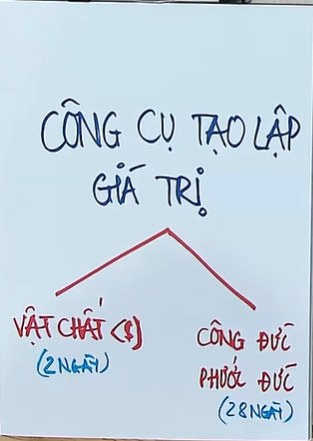 CÔNG CỤ TẠO LẬP
GIÁ TRỊ
VẬT CHẤT ($)
(2 NGÀY)
CÔNG ĐỨC
PHƯỚC ĐỨC
(28 NGÀY)